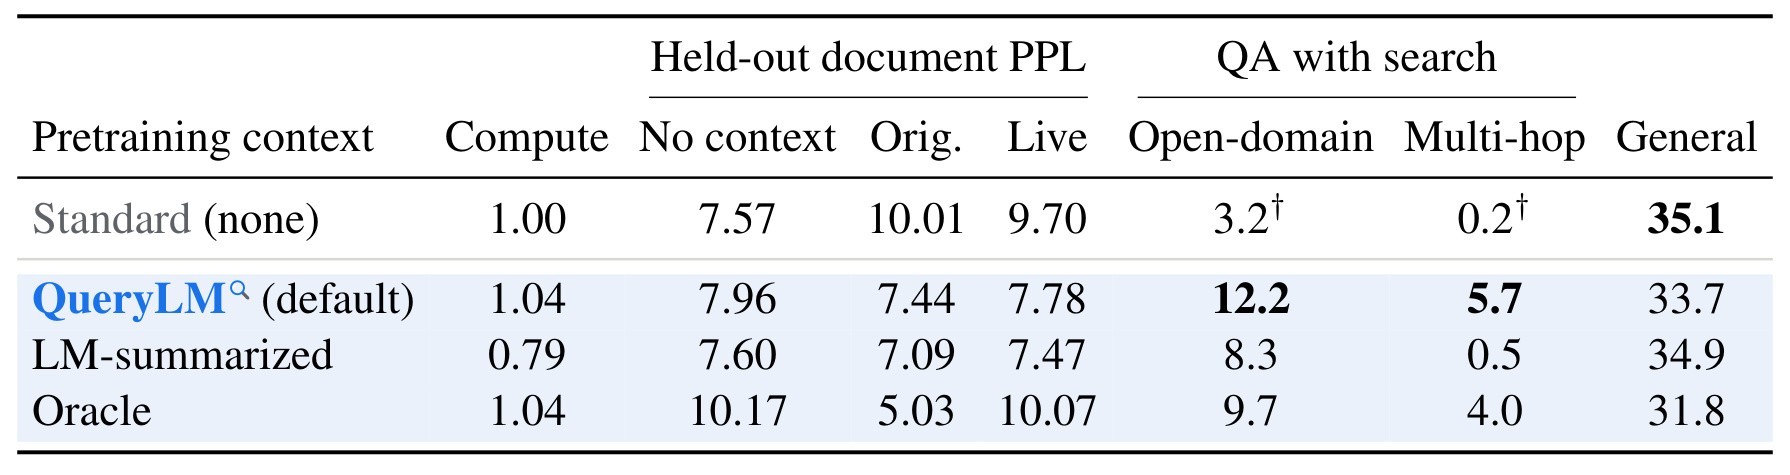 Held-out document PPL QA with search
Pretraining context Compute No context Orig. Live Open-domain Multi-hop General
Standard (none) 1.00 7.57 10.01 9.70 3.2† 0.2† 35.1
QueryLM🔍 (default) 1.04 7.96 7.44 7.78 12.2 5.7 33.7
LM-summarized 0.79 7.60 7.09 7.47 8.3 0.5 34.9
Oracle 1.04 10.17 5.03 10.07 9.7 4.0 31.8